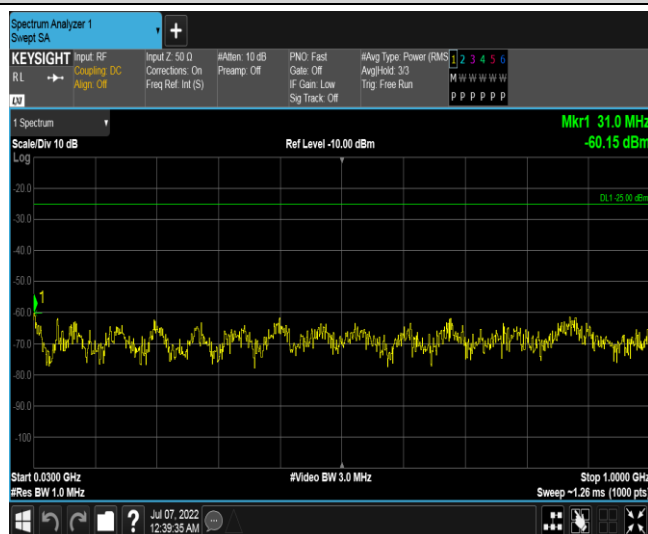 Spectrum Analyzer 1
Swept SA
+
KEYSIGHT
RL
LXI
Input: RF
Coupling: DC
Align: Off
Input Z: 50 Ω
Corrections: On
Freq Ref: Int (S)
#Atten: 10 dB
Preamp: Off
PNO: Fast
Gate: Off
IF Gain: Low
Sig Track: Off
#Avg Type: Power (RMS
Avg|Hold: 3/3
Trig: Free Run
1 2 3 4 5 6
M W W W W W
P P P P P P
1 Spectrum
Scale/Div 10 dB
Log
Ref Level -10.00 dBm
Mkr1 31.0 MHz
-60.15 dBm
DL1 -25.00 dBm
-20.0
-30.0
-40.0
-50.0
1
-60.0
-70.0
-80.0
-90.0
-100
Start 0.0300 GHz
#Res BW 1.0 MHz
#Video BW 3.0 MHz
Stop 1.0000 GHz
Sweep ~1.26 ms (1000 pts)
?
Jul 07, 2022
12:39:35 AM